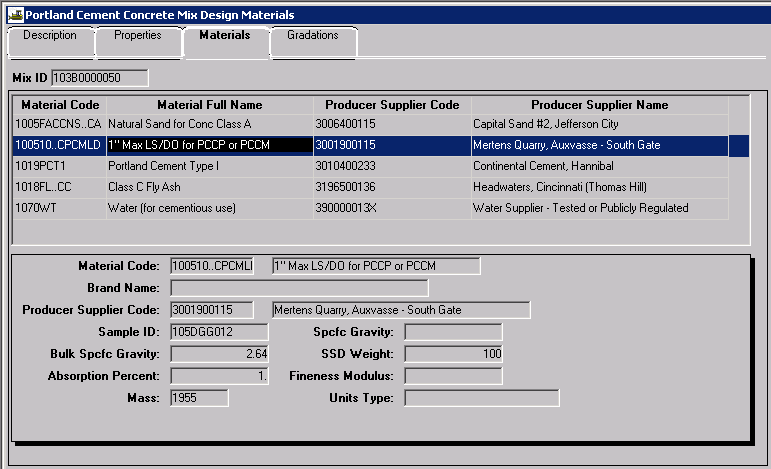 Portland Cement Concrete Mix Design Materials
Description Properties Materials Gradations
Mix ID 103B0000050
Material Code Material Full Name Producer Supplier Code Producer Supplier Name
1005FACCNS..CA Natural Sand for Conc Class A 3006400115 Capital Sand #2, Jefferson City
100510..CPCMLD 1" Max LS/DO for PCCP or PCCM 3001900115 Mertens Quarry, Auxvasse - South Gate
1019PCT1 Portland Cement Type I 3010400233 Continental Cement, Hannibal
1018FL..CC Class C Fly Ash 3196500136 Headwaters, Cincinnati (Thomas Hill)
1070WT Water (for cementious use) 390000013X Water Supplier - Tested or Publicly Regulated
Material Code: 100510..CPCMLI 1" Max LS/DO for PCCP or PCCM
Brand Name:
Producer Supplier Code: 3001900115 Mertens Quarry, Auxvasse - South Gate
Sample ID: 105DGG012 Spcfc Gravity:
Bulk Spcfc Gravity: 2.64 SSD Weight: 100
Absorption Percent: 1. Fineness Modulus:
Mass: 1955 Units Type: